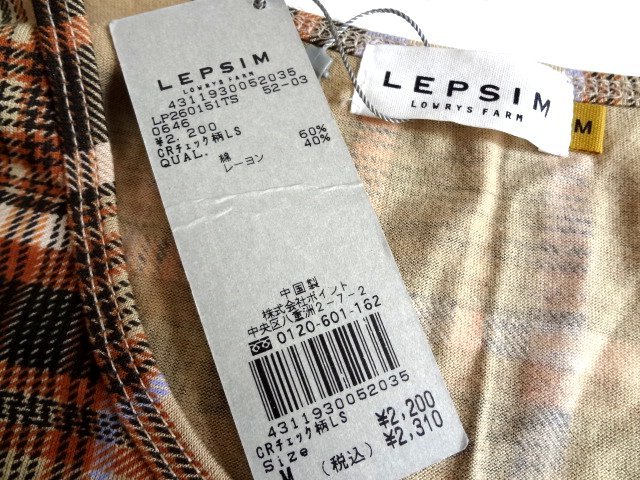 LEPSIM
LOWRYS FARM
4311930052035
LP260151TS 52-03
0646
¥2,200
CRチェック柄LS
QUAL. 綿 60%
レーヨン 40%
中国製
株式会社ポイント
中央区八重洲2-7-2
0120-601-162
4311930052035
CRチェック柄LS
Size
M
¥2,200
¥2,310
(税込)
LEPSIM
LOWRYS FARM
M